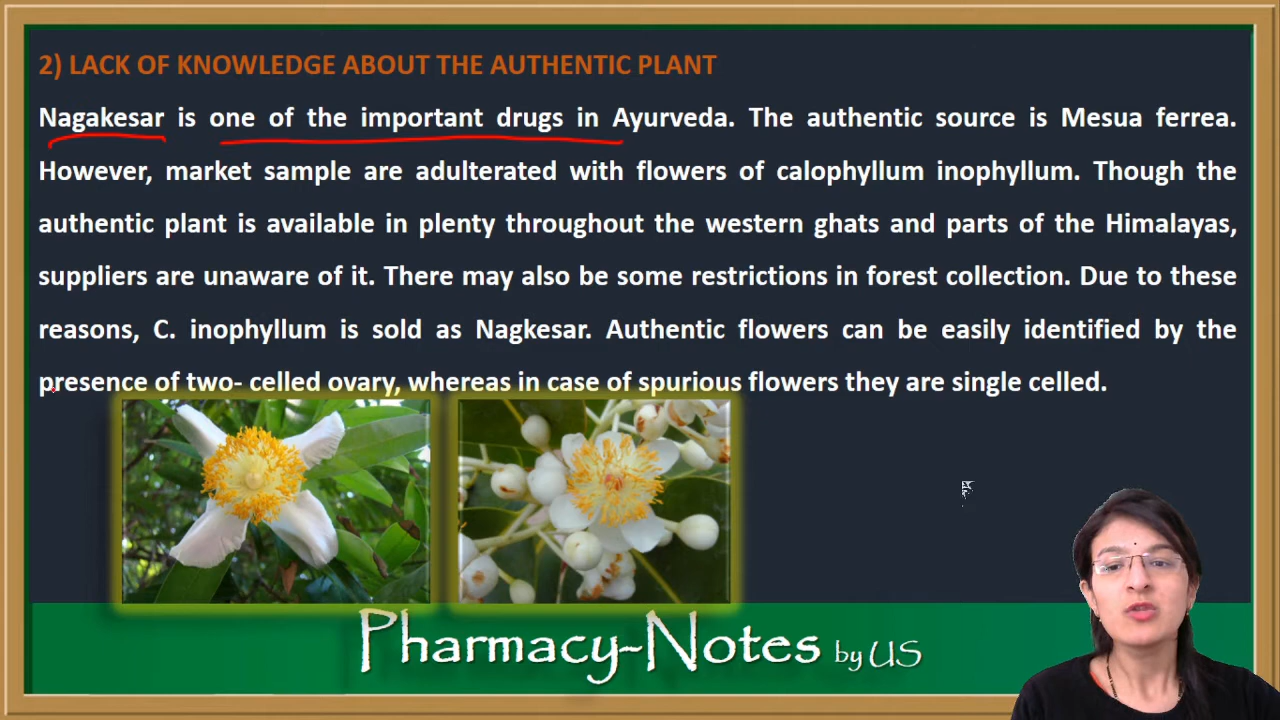 2) LACK OF KNOWLEDGE ABOUT THE AUTHENTIC PLANT
Nagakesar is one of the important drugs in Ayurveda. The authentic source is Mesua ferrea.
However, market sample are adulterated with flowers of calophyllum inophyllum. Though the
authentic plant is available in plenty throughout the western ghats and parts of the Himalayas,
suppliers are unaware of it. There may also be some restrictions in forest collection. Due to these
reasons, C. inophyllum is sold as Nagkesar. Authentic flowers can be easily identified by the
presence of two- celled ovary, whereas in case of spurious flowers they are single celled.
Pharmacy-Notes by US